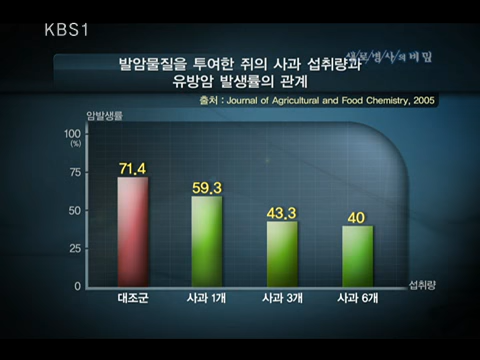 KBS1
생로병사의 비밀
발암물질을 투여한 쥐의 사과 섭취량과
유방암 발생률의 관계
출처 : Journal of Agricultural and Food Chemistry, 2005
암발생률
100
(%)
75
50
25
0
71.4
59.3
43.3
40
대조군
사과 1개
사과 3개
사과 6개
섭취량